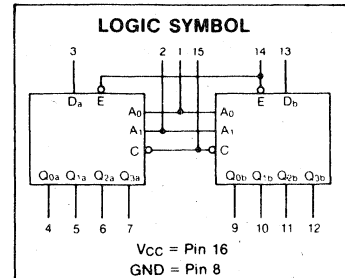 LOGIC SYMBOL
3 2 1 15 14 13
Da E E Db
A0 A0
A1 A1
C C
Q0a Q1a Q2a Q3a Q0b Q1b Q2b Q3b
4 5 6 7 9 10 11 12
VCC = Pin 16
GND = Pin 8